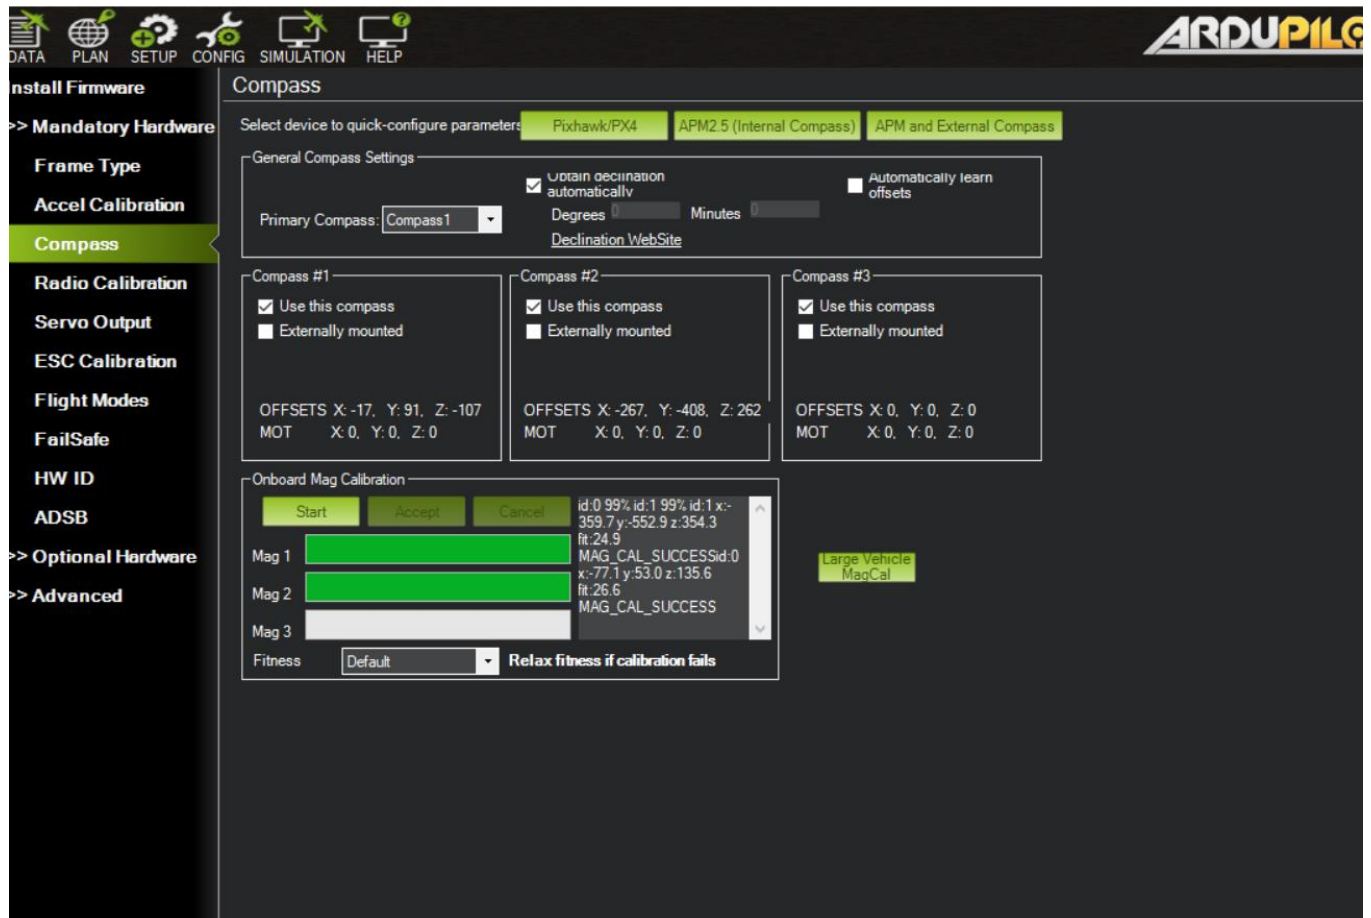 DATA PLAN SETUP CONFIG SIMULATION HELP
Install Firmware
>> Mandatory Hardware
Frame Type
Accel Calibration
Compass
Radio Calibration
Servo Output
ESC Calibration
Flight Modes
FailSafe
HW ID
ADSB
>> Optional Hardware
>> Advanced
ARDUPILO
Compass
Select device to quick-configure parameters Pixhawk/PX4 APM2.5 (Internal Compass) APM and External Compass
General Compass Settings
Primary Compass: Compass1
Obtain declination
automatically
Degrees 0 Minutes 0
Declination WebSite
Automatically learn
offsets
Compass #1
Use this compass
Externally mounted
OFFSETS X: -17, Y: 91, Z: -107
MOT X: 0, Y: 0, Z: 0
Compass #2
Use this compass
Externally mounted
OFFSETS X: -267, Y: -408, Z: 262
MOT X: 0, Y: 0, Z: 0
Compass #3
Use this compass
Externally mounted
OFFSETS X: 0, Y: 0, Z: 0
MOT X: 0, Y: 0, Z: 0
Onboard Mag Calibration
Start Accept Cancel
Mag 1
Mag 2
Mag 3
id:0 99% id:1 99% id:1 x:-
359.7 y:-552.9 z:354.3
fit:24.9
MAG_CAL_SUCCESSid:0
x:-77.1 y:53.0 z:135.6
fit:26.6
MAG_CAL_SUCCESS
Fitness Default Relax fitness if calibration fails
Large Vehicle
MagCal